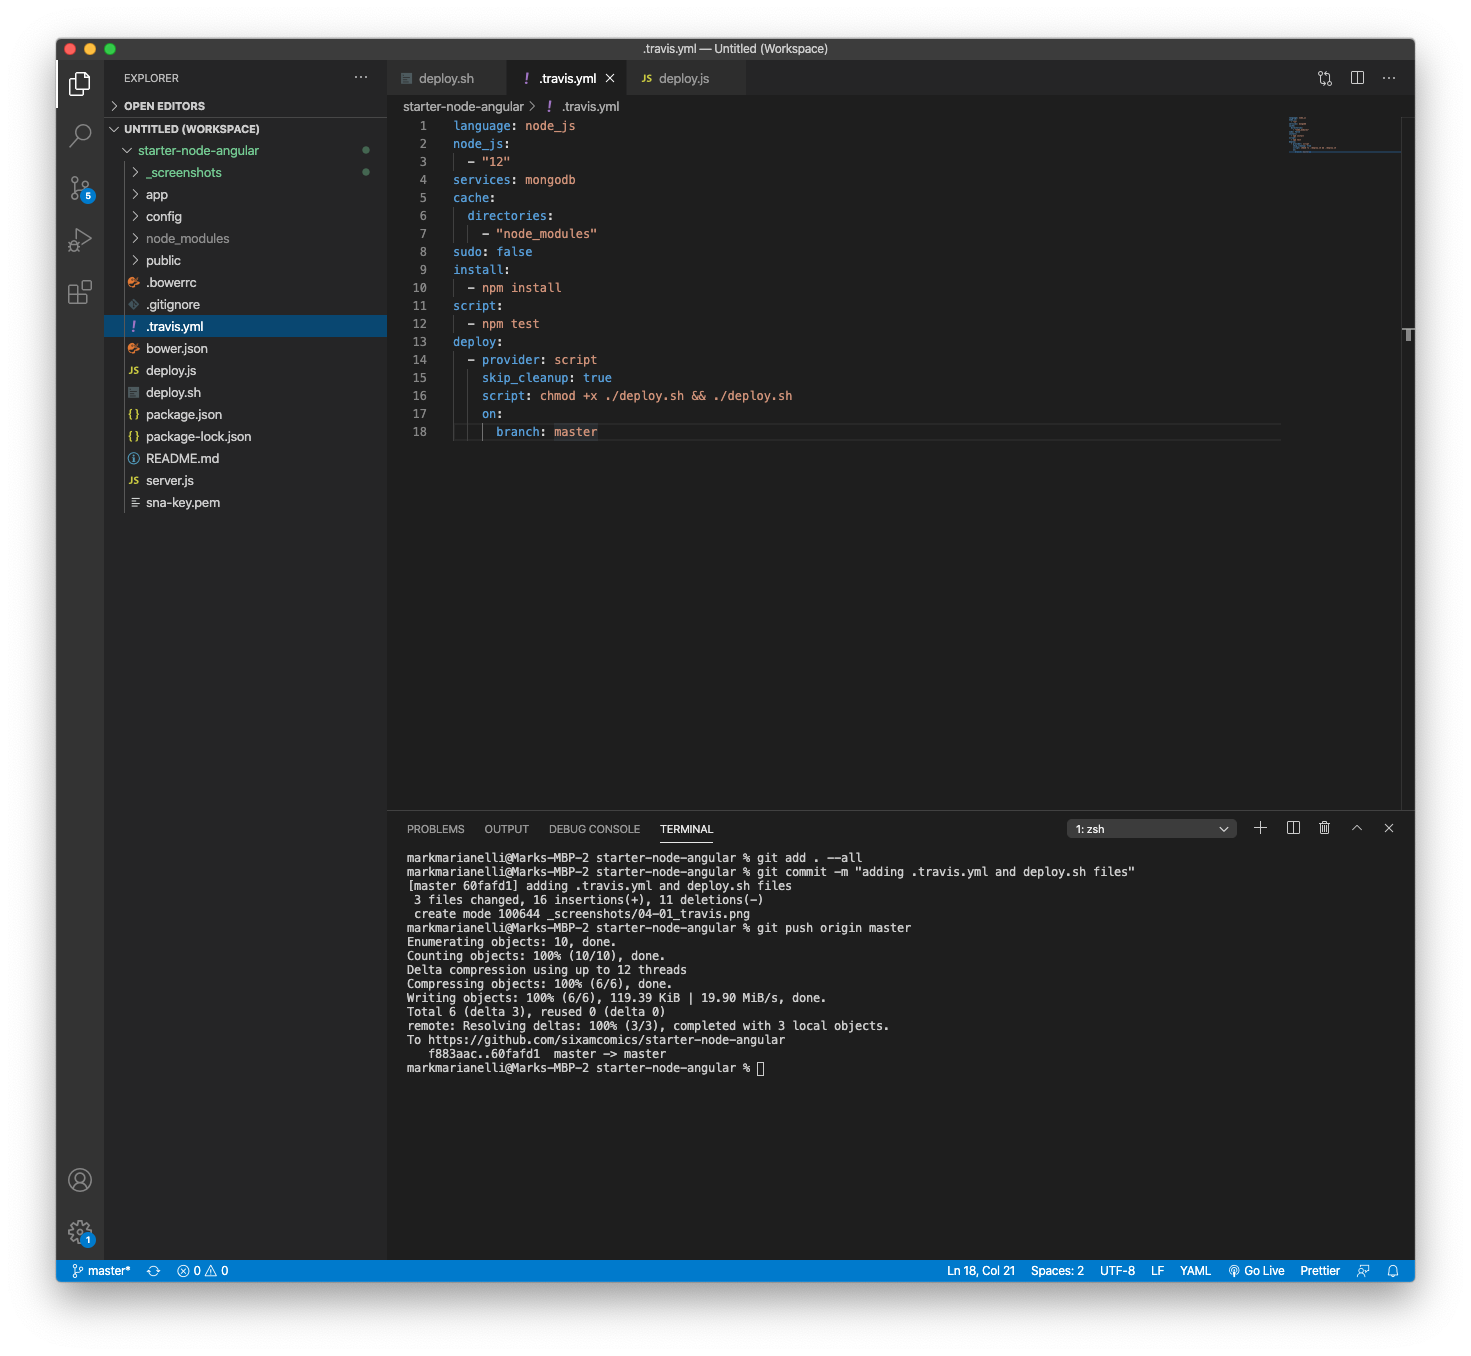 .travis.yml — Untitled (Workspace)
EXPLORER
OPEN EDITORS
UNTITLED (WORKSPACE)
starter-node-angular
_screenshots
app
config
node_modules
public
.bowerrc
.gitignore
! .travis.yml
bower.json
JS deploy.js
deploy.sh
{} package.json
{} package-lock.json
README.md
JS server.js
sna-key.pem
5
1
deploy.sh
! .travis.yml
JS deploy.js
starter-node-angular > ! .travis.yml
1 language: node_js
2 node_js:
3 - "12"
4 services: mongodb
5 cache:
6 directories:
7 - "node_modules"
8 sudo: false
9 install:
10 - npm install
11 script:
12 - npm test
13 deploy:
14 - provider: script
15 skip_cleanup: true
16 script: chmod +x ./deploy.sh && ./deploy.sh
17 on:
18 branch: master
PROBLEMS OUTPUT DEBUG CONSOLE TERMINAL
1: zsh
markmarianelli@Marks-MBP-2 starter-node-angular % git add . --all
markmarianelli@Marks-MBP-2 starter-node-angular % git commit -m "adding .travis.yml and deploy.sh files"
[master 60fafd1] adding .travis.yml and deploy.sh files
3 files changed, 16 insertions(+), 11 deletions(-)
create mode 100644 _screenshots/04-01_travis.png
markmarianelli@Marks-MBP-2 starter-node-angular % git push origin master
Enumerating objects: 10, done.
Counting objects: 100% (10/10), done.
Delta compression using up to 12 threads
Compressing objects: 100% (6/6), done.
Writing objects: 100% (6/6), 119.39 KiB | 19.90 MiB/s, done.
Total 6 (delta 3), reused 0 (delta 0)
remote: Resolving deltas: 100% (3/3), completed with 3 local objects.
To https://github.com/sixamcomics/starter-node-angular
f883aac..60fafd1 master -> master
markmarianelli@Marks-MBP-2 starter-node-angular %
master* 0 0 Ln 18, Col 21 Spaces: 2 UTF-8 LF YAML Go Live Prettier